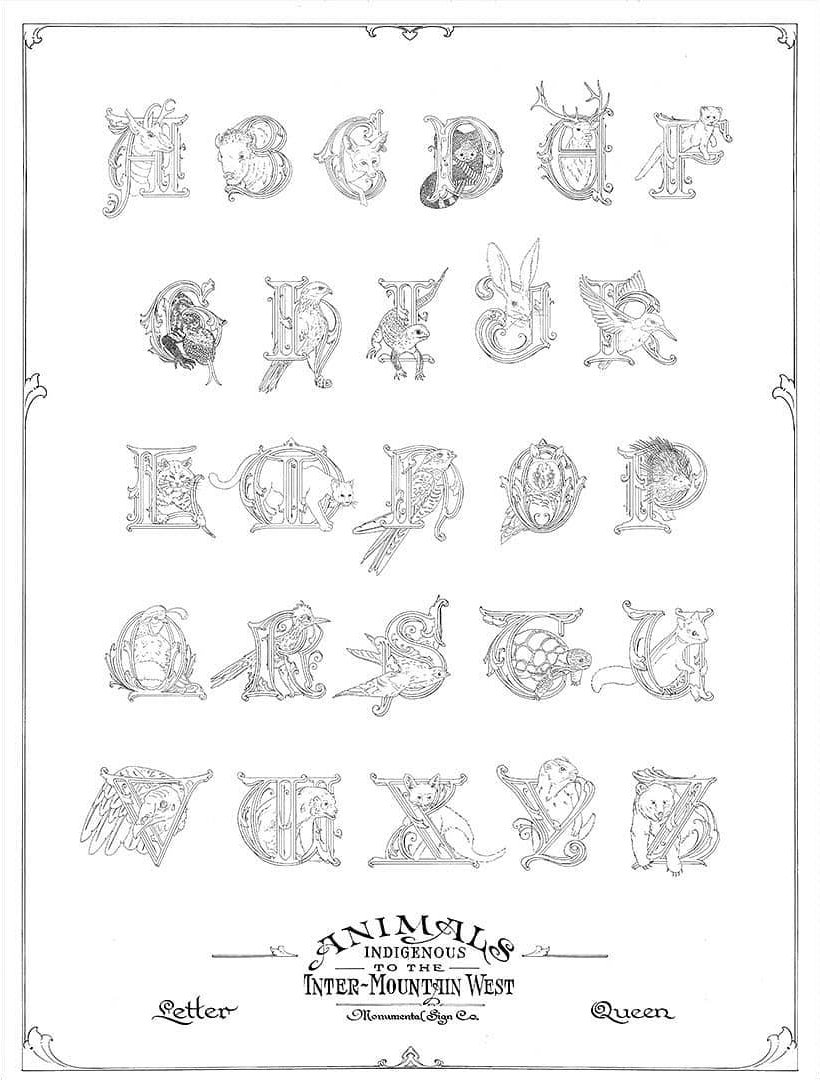 A B C D E F
G H I J K
L M N O P
Q R S T U
V W X Y Z
ANIMALS
INDIGENOUS
TO THE
INTER-MOUNTAIN WEST
Monumental Sign Co.
Letter Queen